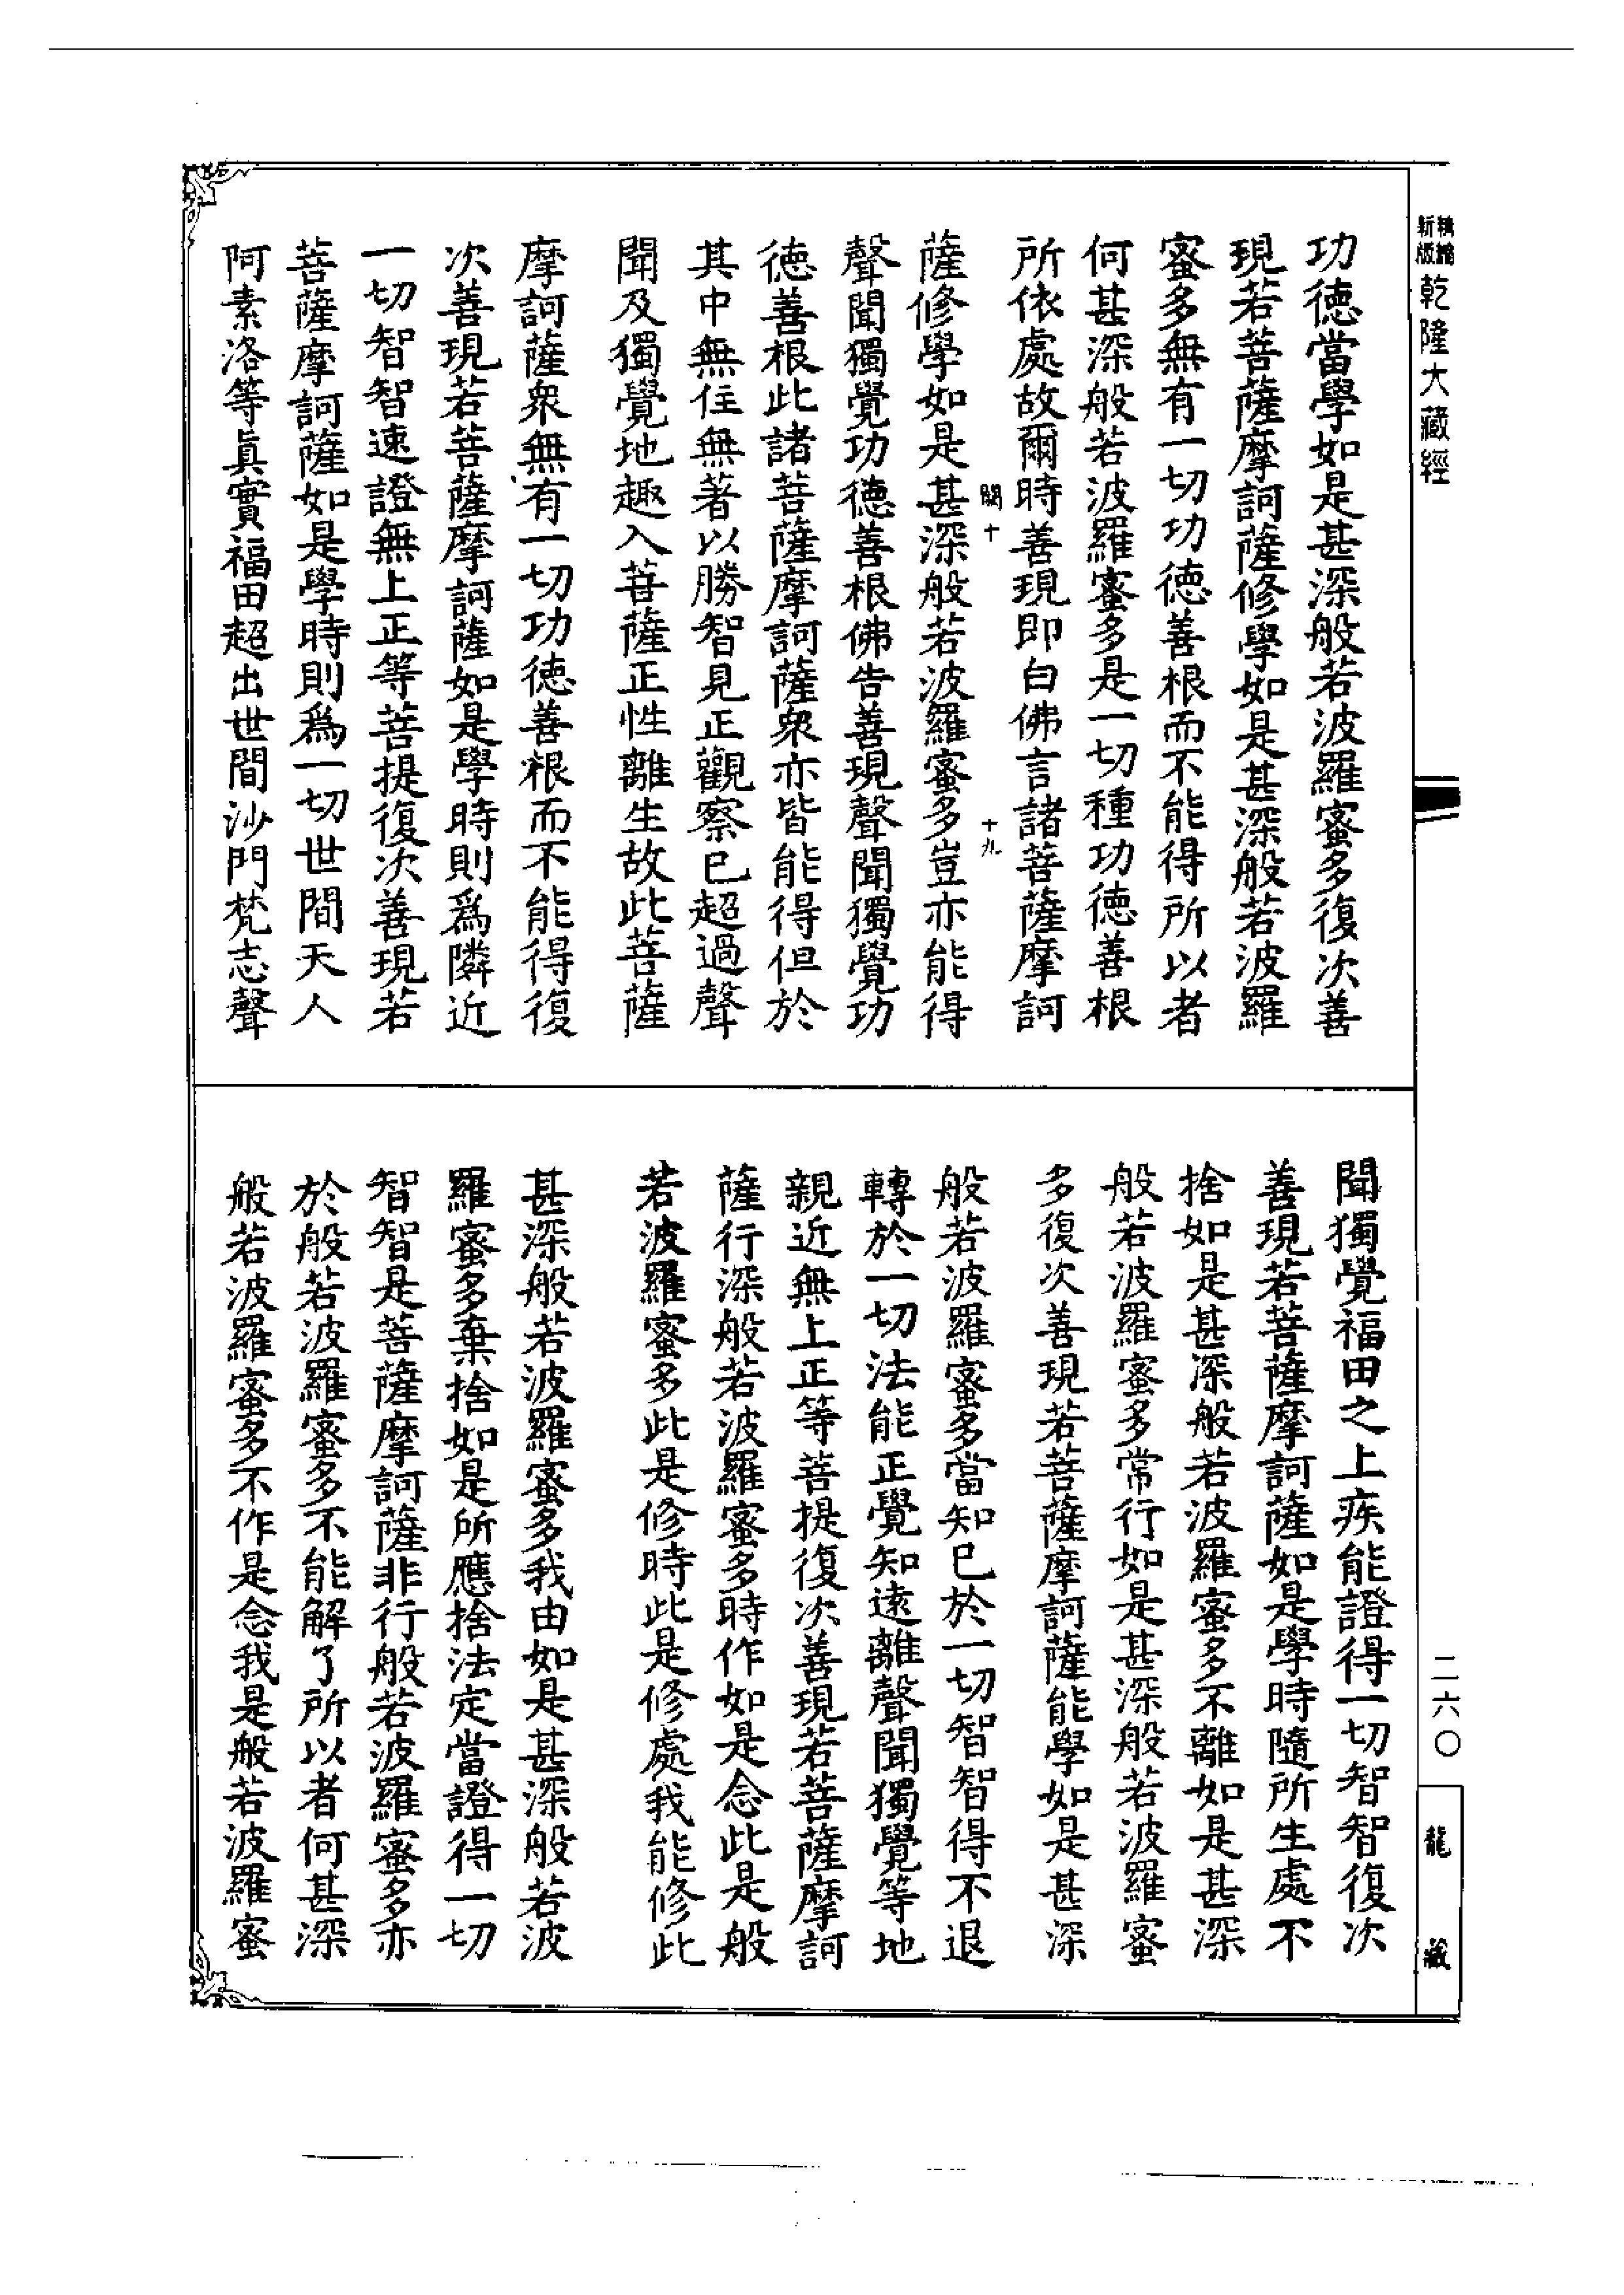 精縮新版
乾隆大藏經
功德當學如是甚深般若波羅蜜多復次善
現若菩薩摩訶薩修學如是甚深般若波羅
蜜多無有一切功德善根而不能得所以者
何甚深般若波羅蜜多是一切種功德善根
所依處故爾時善現即白佛言諸菩薩摩訶
十九
薩修學如是甚深般若波羅蜜多豈亦能得
聲聞獨覺功德善根佛告善現聲聞獨覺功
德善根此諸菩薩摩訶薩衆亦皆能得但於
其中無住無著以勝智見正觀察已超過聲
聞及獨覺地趣入菩薩正性離生故此菩薩
摩訶薩衆無有一切功德善根而不能得復
次善現若菩薩摩訶薩如是學時則爲隣近
一切智智速證無上正等菩提復次善現若
菩薩摩訶薩如是學時則爲一切世間天人
阿素洛等眞實福田超出世間沙門梵志聲
聞獨覺福田之上疾能證得一切智智復次
善現若菩薩摩訶薩如是學時隨所生處不
捨如是甚深般若波羅蜜多不離如是甚深
般若波羅蜜多常行如是甚深般若波羅蜜
多復次善現若菩薩摩訶薩能學如是甚深
般若波羅蜜多當知已於一切智智得不退
轉於一切法能正覺知遠離聲聞獨覺等地
親近無上正等菩提復次善現若菩薩摩訶
薩行深般若波羅蜜多時作如是念此是般
若波羅蜜多此是修時此是修處我能修此
甚深般若波羅蜜多我由如是甚深般若波
羅蜜多棄捨如是所應捨法定當證得一切
智智是菩薩摩訶薩非行般若波羅蜜多亦
於般若波羅蜜多不能解了所以者何甚深
般若波羅蜜多不作是念我是般若波羅蜜
二六〇
龍藏